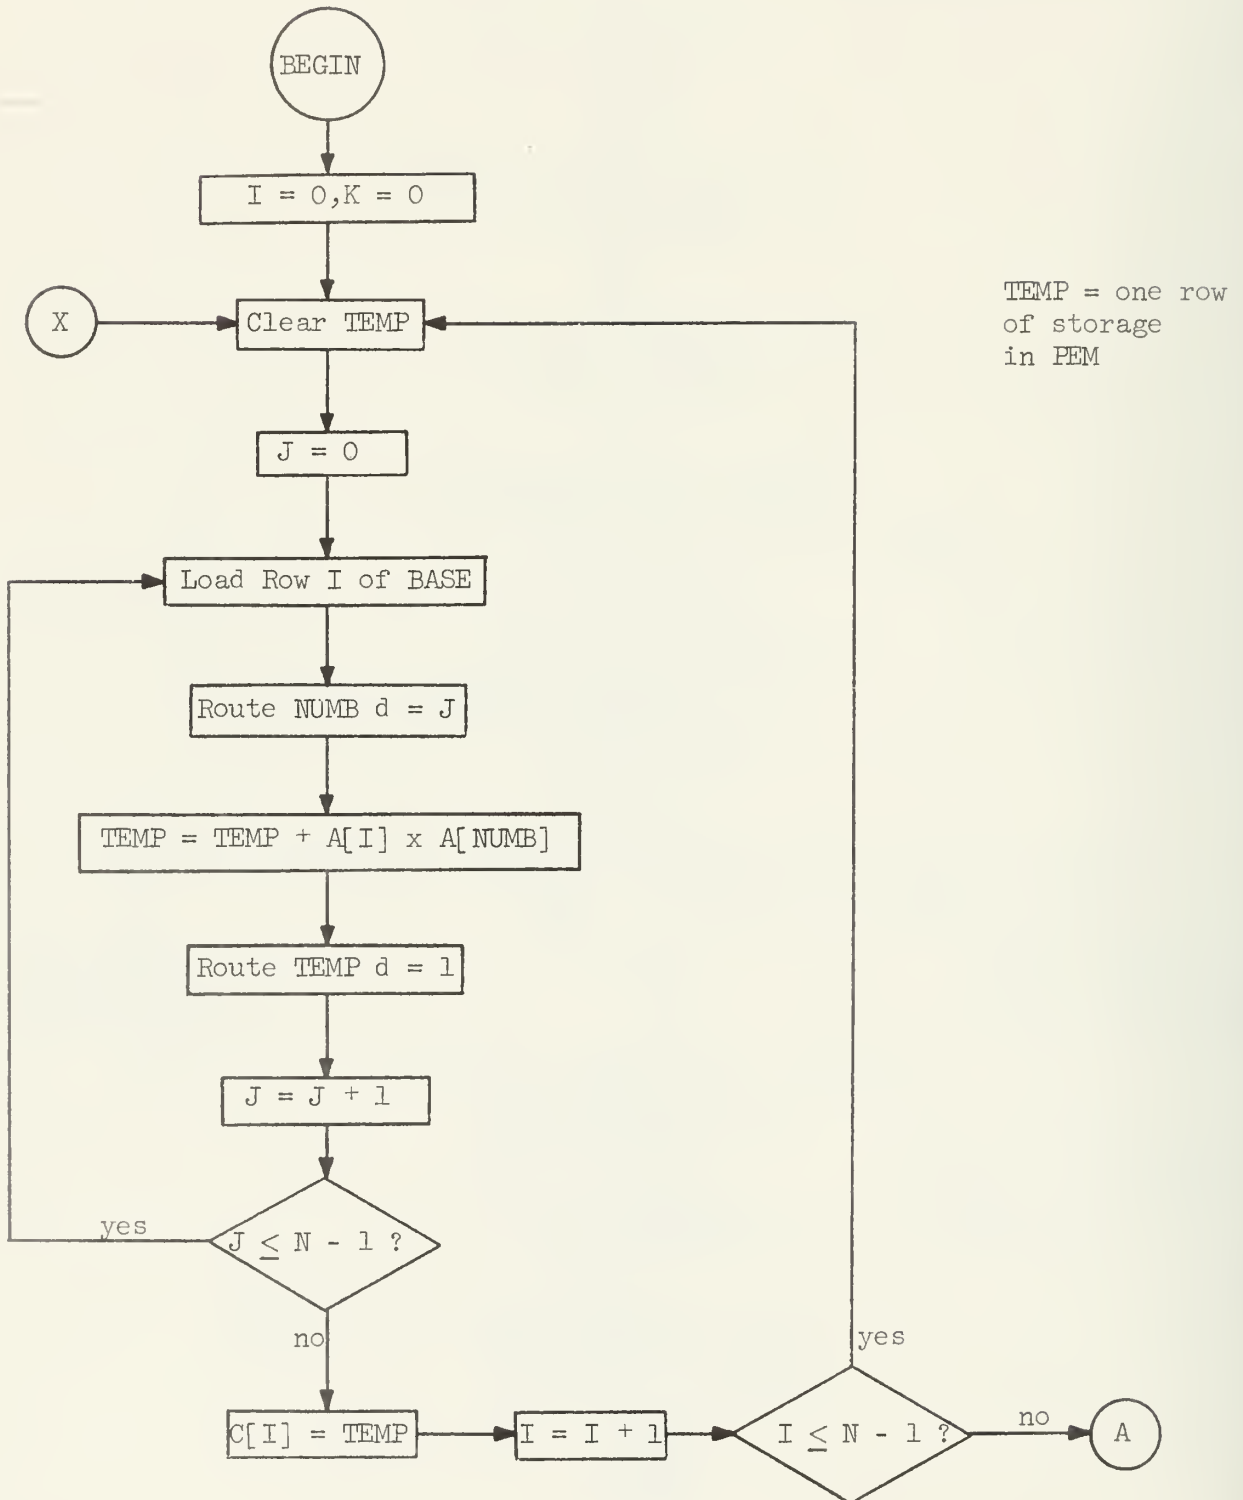 BEGIN
I = 0,K = 0
X
Clear TEMP
TEMP = one row
of storage
in PEM
J = 0
Load Row I of BASE
Route NUMB d = J
TEMP = TEMP + A[I] x A[NUMB]
Route TEMP d = 1
J = J + 1
yes
J ≤ N - 1 ?
no
yes
C[I] = TEMP
I = I + 1
I ≤ N - 1 ?
no
A